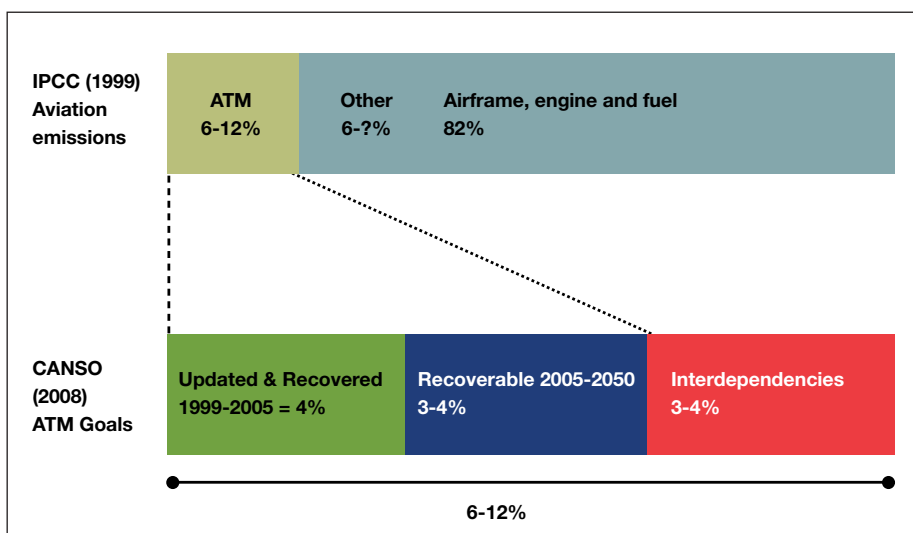 IPCC (1999)
Aviation
emissions
ATM
6-12%
Other
6-?%
Airframe, engine and fuel
82%
CANSO
(2008)
ATM Goals
Updated & Recovered
1999-2005 = 4%
Recoverable 2005-2050
3-4%
Interdependencies
3-4%
6-12%